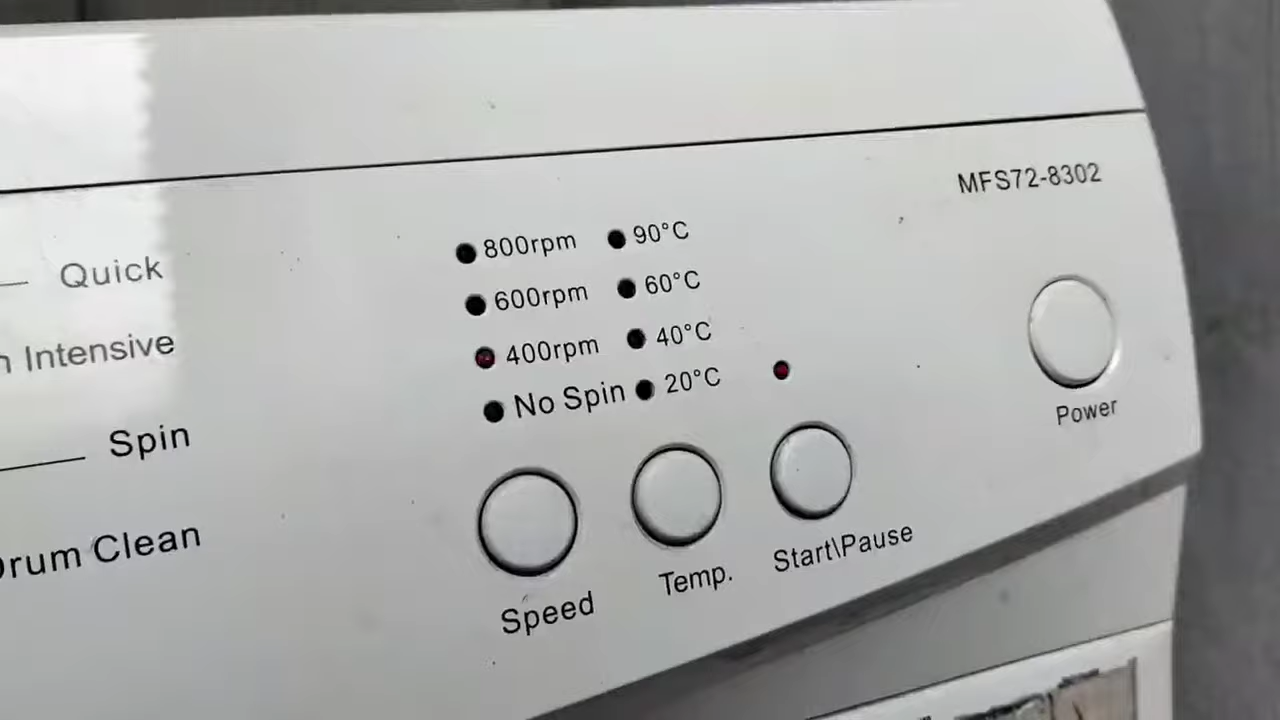 MFS72-8302
Quick
Intensive
Spin
Drum Clean
800rpm 90°C
600rpm 60°C
400rpm 40°C
No Spin 20°C
Speed
Temp.
Start\Pause
Power